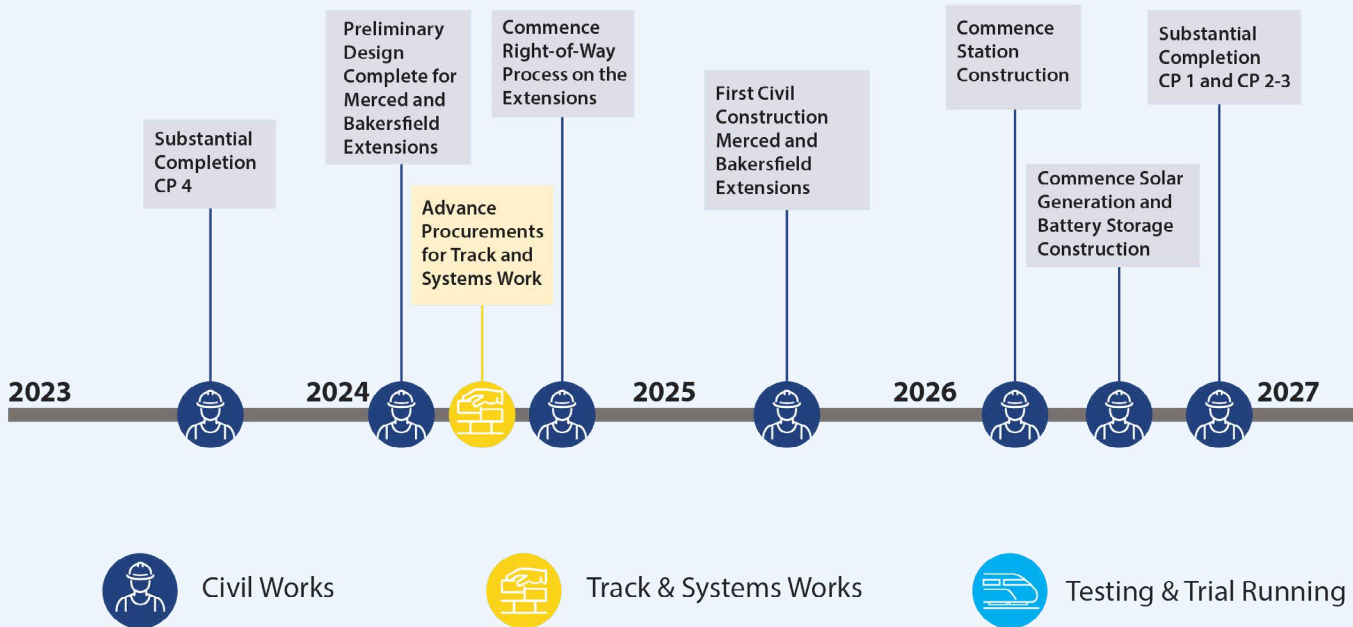 Substantial
Completion
CP 4
Preliminary
Design
Complete for
Merced and
Bakersfield
Extensions
Advance
Procurements
for Track and
Systems Work
Commence
Right-of-Way
Process on the
Extensions
First Civil
Construction
Merced and
Bakersfield
Extensions
Commence
Station
Construction
Commence Solar
Generation and
Battery Storage
Construction
Substantial
Completion
CP 1 and CP 2-3
2023
2024
2025
2026
2027
Civil Works
Track & Systems Works
Testing & Trial Running